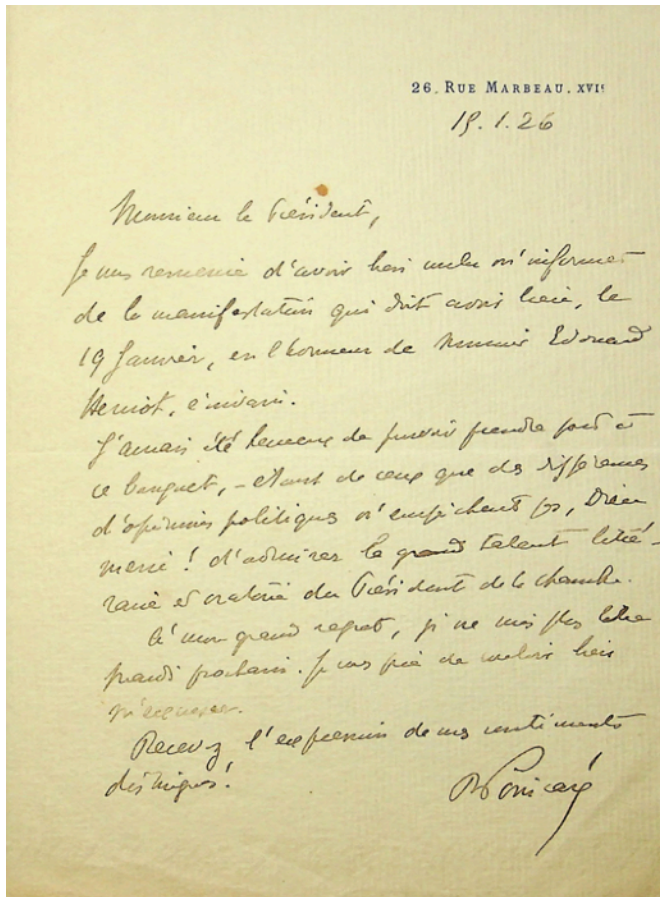 26. RUE MARBEAU. XVIe
15.1.26
Monsieur le Président,
Je vous remercie d'avoir bien voulu m'informer
de la manifestation qui doit avoir lieu, le
19 Janvier, en l'honneur de Monsieur Edouard
Herriot, écrivain.
J'aurais été heureux de pouvoir prendre part à
ce banquet, - étant de ceux que des différences
d'opinions politiques n'empêchent pas, Dieu
merci ! d'admirer le grand talent litté-
raire et oratoire du Président de la Chambre.
A mon grand regret, je ne suis plus libre
mardi prochain. Je vous prie de vouloir bien
m'excuser.
Recevez l'expression de mes sentiments
distingués !
R Poincaré